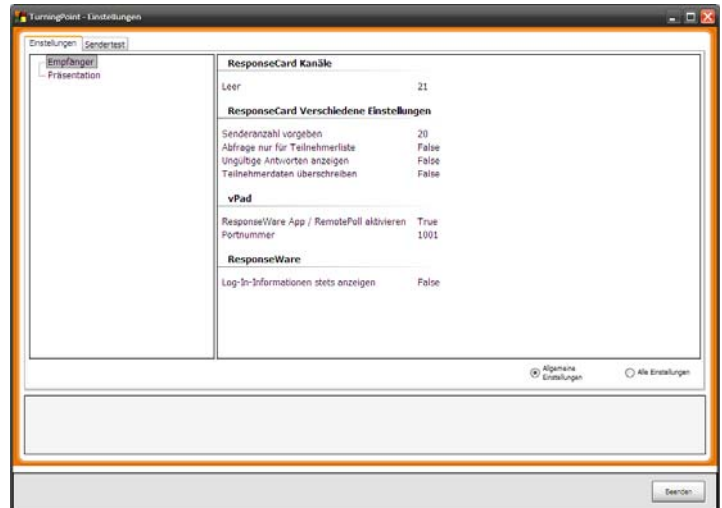 TurningPoint - Einstellungen
Einstellungen Sendertest
Empfänger
Präsentation
ResponseCard Kanäle
Leer 21
ResponseCard Verschiedene Einstellungen
Senderanzahl vorgeben 20
Abfrage nur für Teilnehmerliste False
Ungültige Antworten anzeigen False
Teilnehmerdaten überschreiben False
vPad
ResponseWare App / RemotePoll aktivieren True
Portnummer 1001
ResponseWare
Log-In-Informationen stets anzeigen False
Allgemeine
Einstellungen
Alle Einstellungen
Beenden